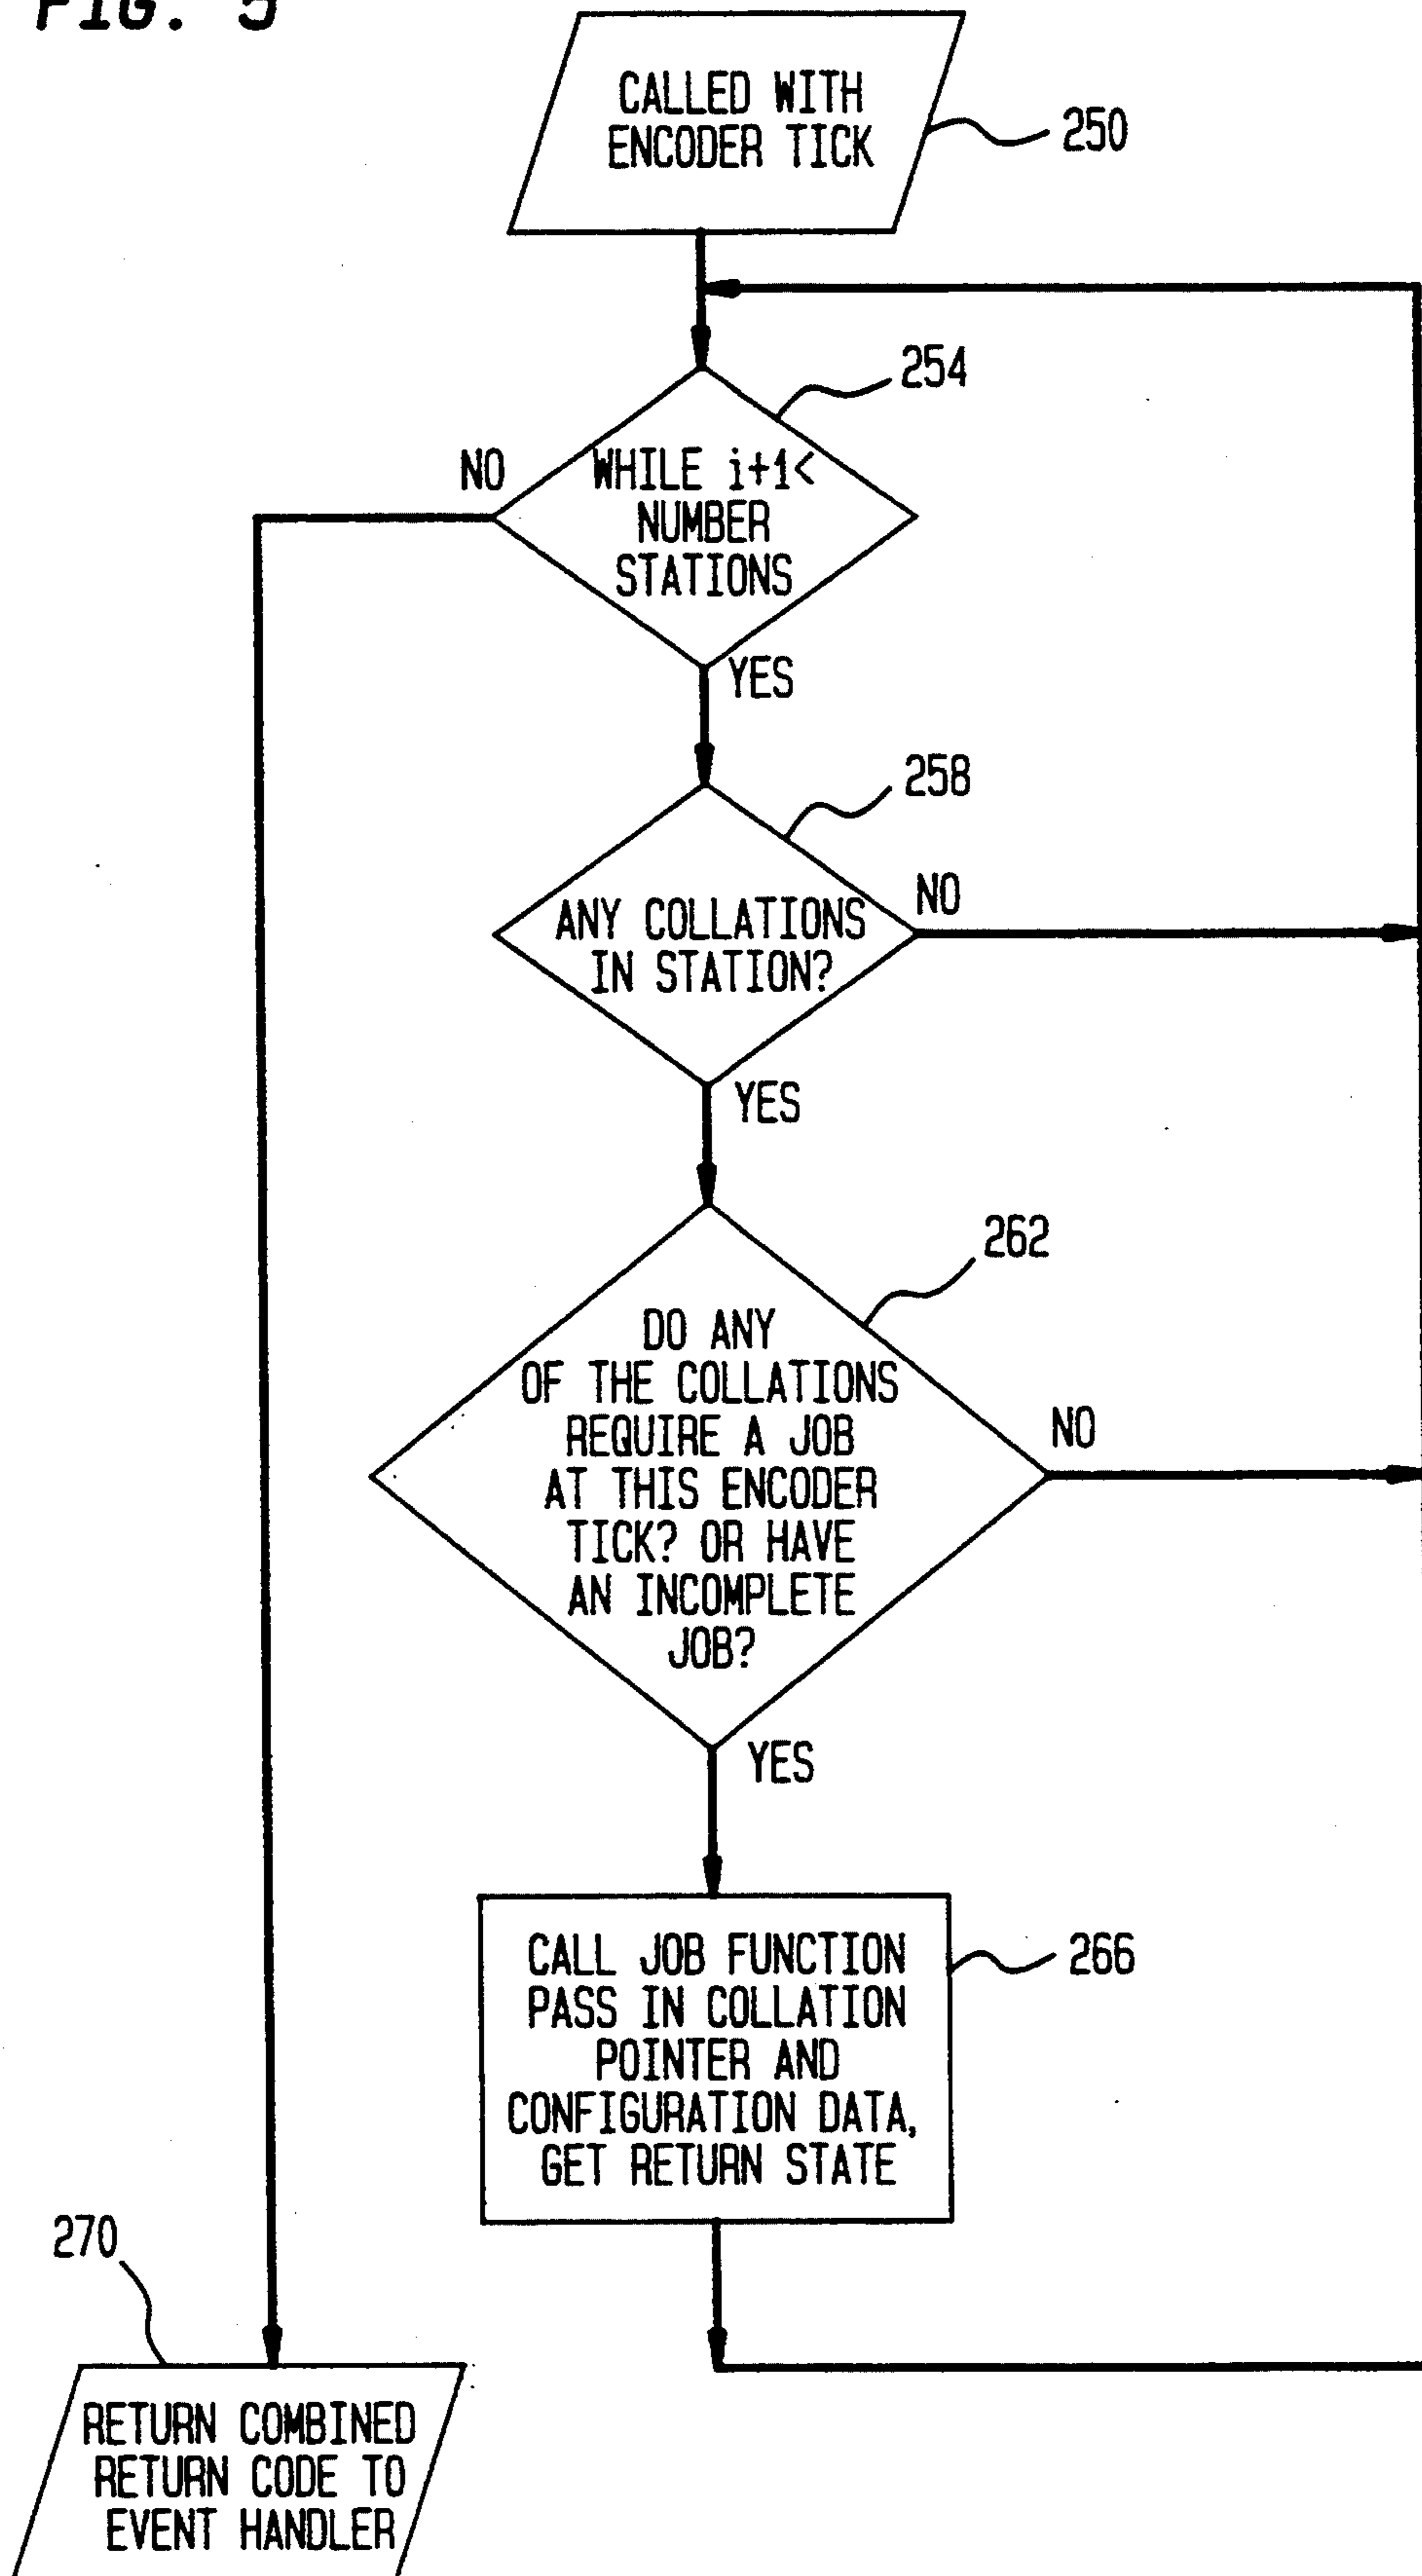 FIG. 5
CALLED WITH
ENCODER TICK
250
254
NO
WHILE i+1<
NUMBER
STATIONS
YES
258
NO
ANY COLLATIONS
IN STATION?
YES
262
DO ANY
OF THE COLLATIONS
REQUIRE A JOB
AT THIS ENCODER
TICK? OR HAVE
AN INCOMPLETE
JOB?
NO
YES
CALL JOB FUNCTION
PASS IN COLLATION
POINTER AND
CONFIGURATION DATA,
GET RETURN STATE
266
270
RETURN COMBINED
RETURN CODE TO
EVENT HANDLER